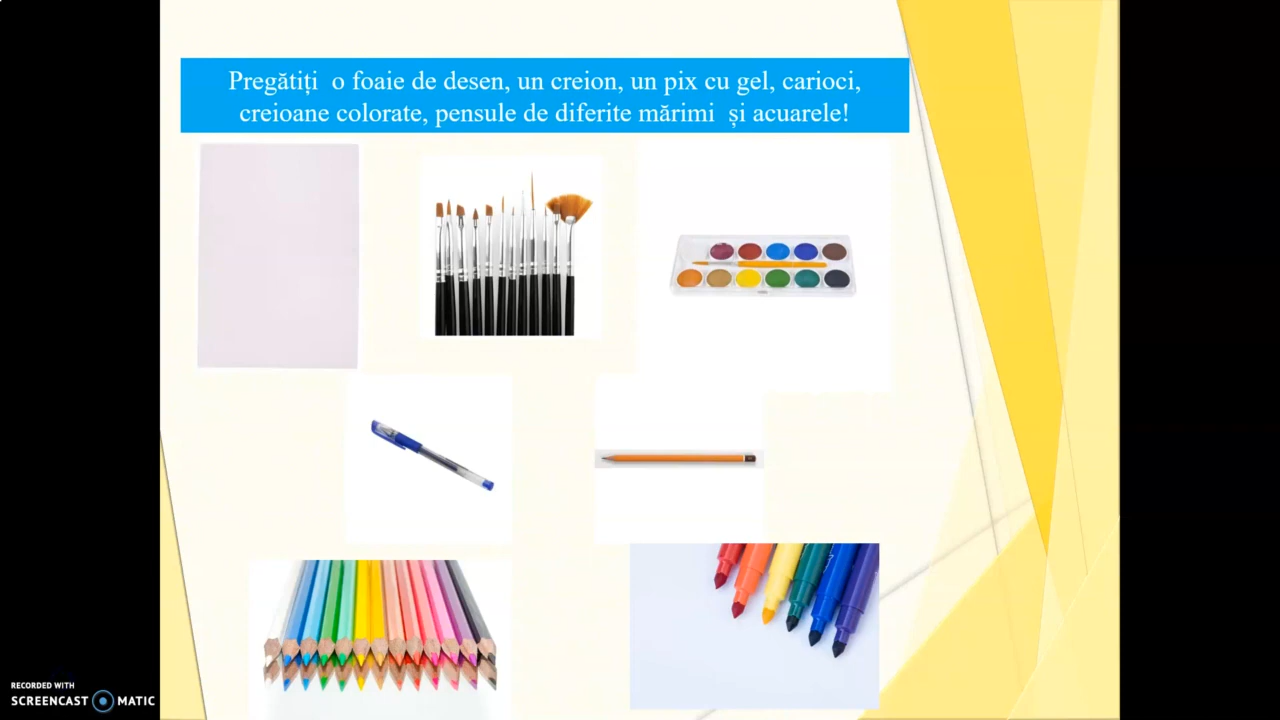 Pregătiți o foaie de desen, un creion, un pix cu gel, carioci,
creioane colorate, pensule de diferite mărimi și acuarele!
RECORDED WITH
SCREENCAST MATIC